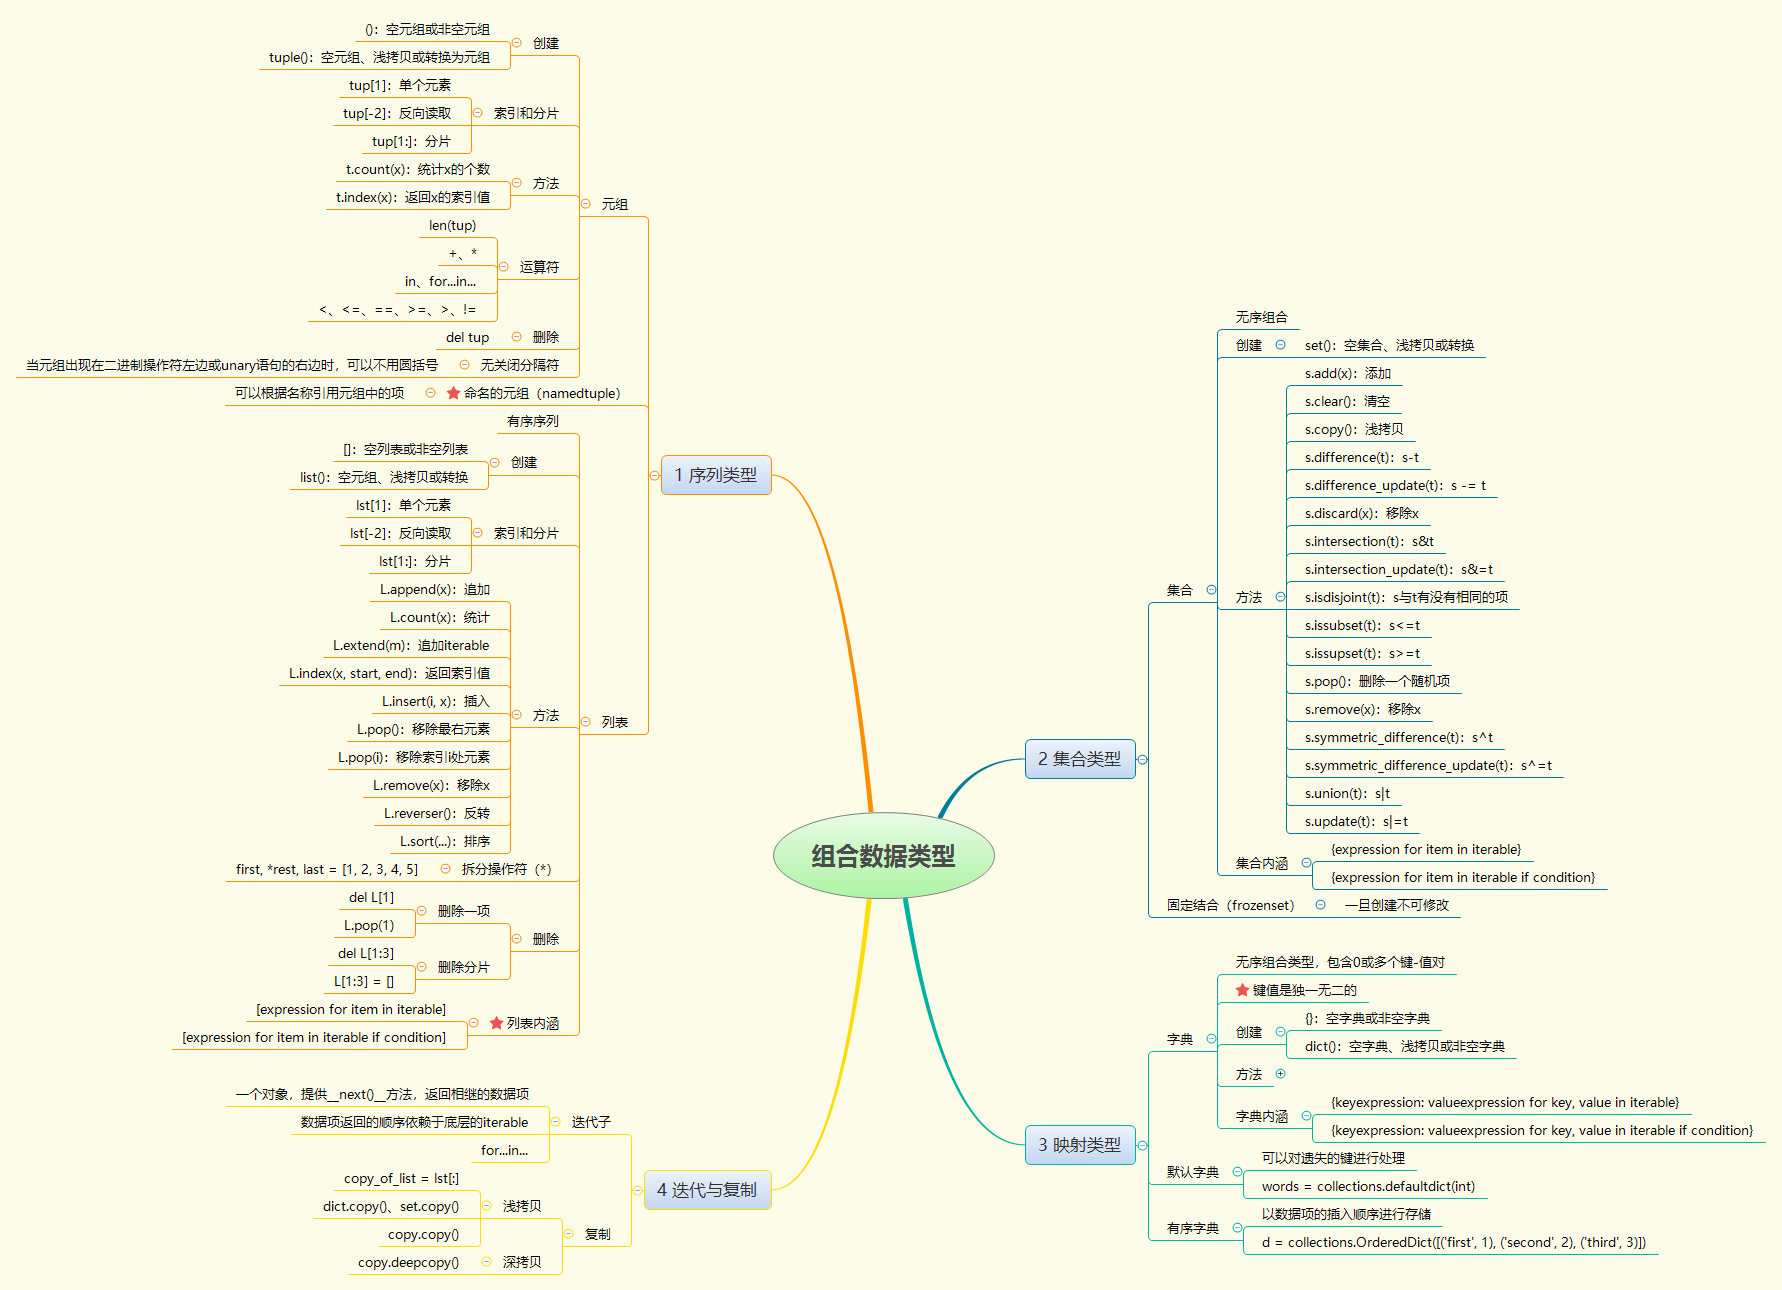 组合数据类型
1 序列类型
元组
创建
()：空元组或非空元组
tuple()：空元组、浅拷贝或转换为元组
索引和分片
tup[1]：单个元素
tup[-2]：反向读取
tup[1:]：分片
方法
t.count(x)：统计x的个数
t.index(x)：返回x的索引值
运算符
len(tup)
+、*
in、for...in...
<、<=、==、>=、>、!=
删除
del tup
无关闭分隔符
当元组出现在二进制操作符左边或unary语句的右边时，可以不用圆括号
命名的元组（namedtuple）
可以根据名称引用元组中的项
列表
有序序列
创建
[]：空列表或非空列表
list()：空元组、浅拷贝或转换
索引和分片
lst[1]：单个元素
lst[-2]：反向读取
lst[1:]：分片
方法
L.append(x)：追加
L.count(x)：统计
L.extend(m)：追加iterable
L.index(x, start, end)：返回索引值
L.insert(i, x)：插入
L.pop()：移除最右元素
L.pop(i)：移除索引i处元素
L.remove(x)：移除x
L.reverser()：反转
L.sort(...)：排序
拆分操作符（*）
first, *rest, last = [1, 2, 3, 4, 5]
删除
删除一项
del L[1]
L.pop(1)
删除分片
del L[1:3]
L[1:3] = []
列表内涵
[expression for item in iterable]
[expression for item in iterable if condition]
2 集合类型
集合
无序组合
创建
set()：空集合、浅拷贝或转换
方法
s.add(x)：添加
s.clear()：清空
s.copy()：浅拷贝
s.difference(t)：s-t
s.difference_update(t)：s -= t
s.discard(x)：移除x
s.intersection(t)：s&t
s.intersection_update(t)：s&=t
s.isdisjoint(t)：s与t有没有相同的项
s.issubset(t)：s<=t
s.issupset(t)：s>=t
s.pop()：删除一个随机项
s.remove(x)：移除x
s.symmetric_difference(t)：s^t
s.symmetric_difference_update(t)：s^=t
s.union(t)：s|t
s.update(t)：s|=t
集合内涵
{expression for item in iterable}
{expression for item in iterable if condition}
固定结合（frozenset）
一旦创建不可修改
3 映射类型
字典
无序组合类型，包含0或多个键-值对
键值是独一无二的
创建
{}：空字典或非空字典
dict()：空字典、浅拷贝或非空字典
方法
字典内涵
{keyexpression: valueexpression for key, value in iterable}
{keyexpression: valueexpression for key, value in iterable if condition}
默认字典
可以对遗失的键进行处理
words = collections.defaultdict(int)
有序字典
以数据项的插入顺序进行存储
d = collections.OrderedDict([('first', 1), ('second', 2), ('third', 3)])
4 迭代与复制
迭代子
一个对象，提供__next()__方法，返回相继的数据项
数据项返回的顺序依赖于底层的iterable
for...in...
复制
浅拷贝
copy_of_list = lst[:]
dict.copy()、set.copy()
copy.copy()
深拷贝
copy.deepcopy()